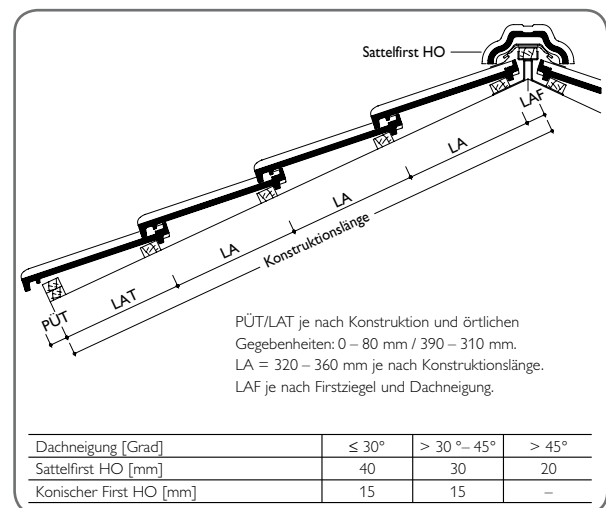 Sattelfirst HO
LAF
LA
LA
LA
Konstruktionslänge
LAT
PÜT
PÜT/LAT je nach Konstruktion und örtlichen
Gegebenheiten: 0 – 80 mm / 390 – 310 mm.
LA = 320 – 360 mm je nach Konstruktionslänge.
LAF je nach Firstziegel und Dachneigung.
Dachneigung [Grad] ≤ 30° > 30 °– 45° > 45°
Sattelfirst HO [mm] 40 30 20
Konischer First HO [mm] 15 15 –